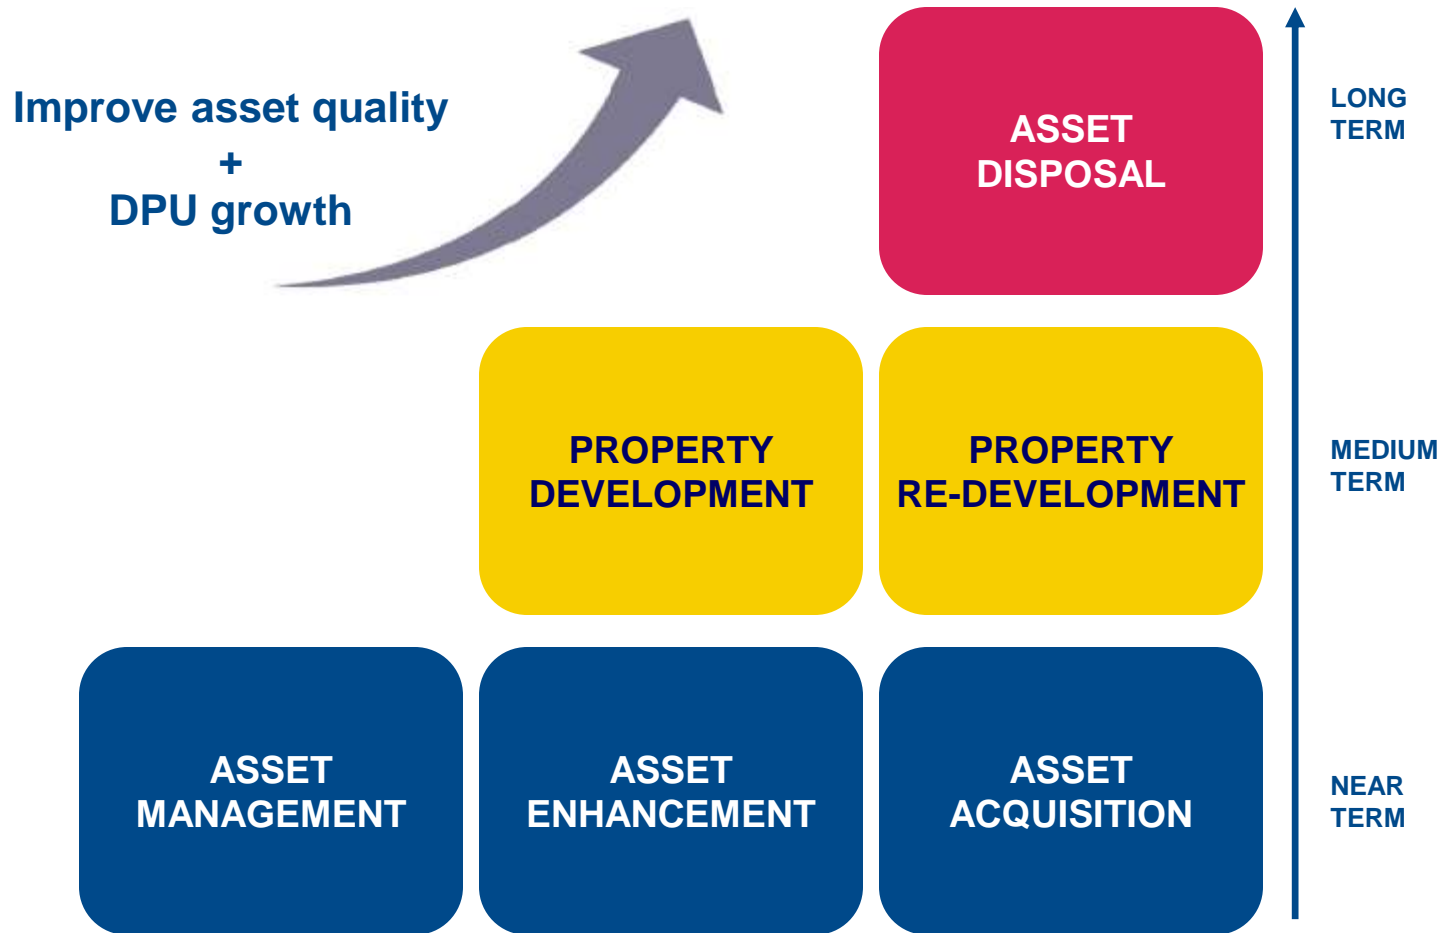 Improve asset quality
+
DPU growth
ASSET
DISPOSAL
LONG
TERM
PROPERTY
DEVELOPMENT
PROPERTY
RE-DEVELOPMENT
MEDIUM
TERM
ASSET
MANAGEMENT
ASSET
ENHANCEMENT
ASSET
ACQUISITION
NEAR
TERM